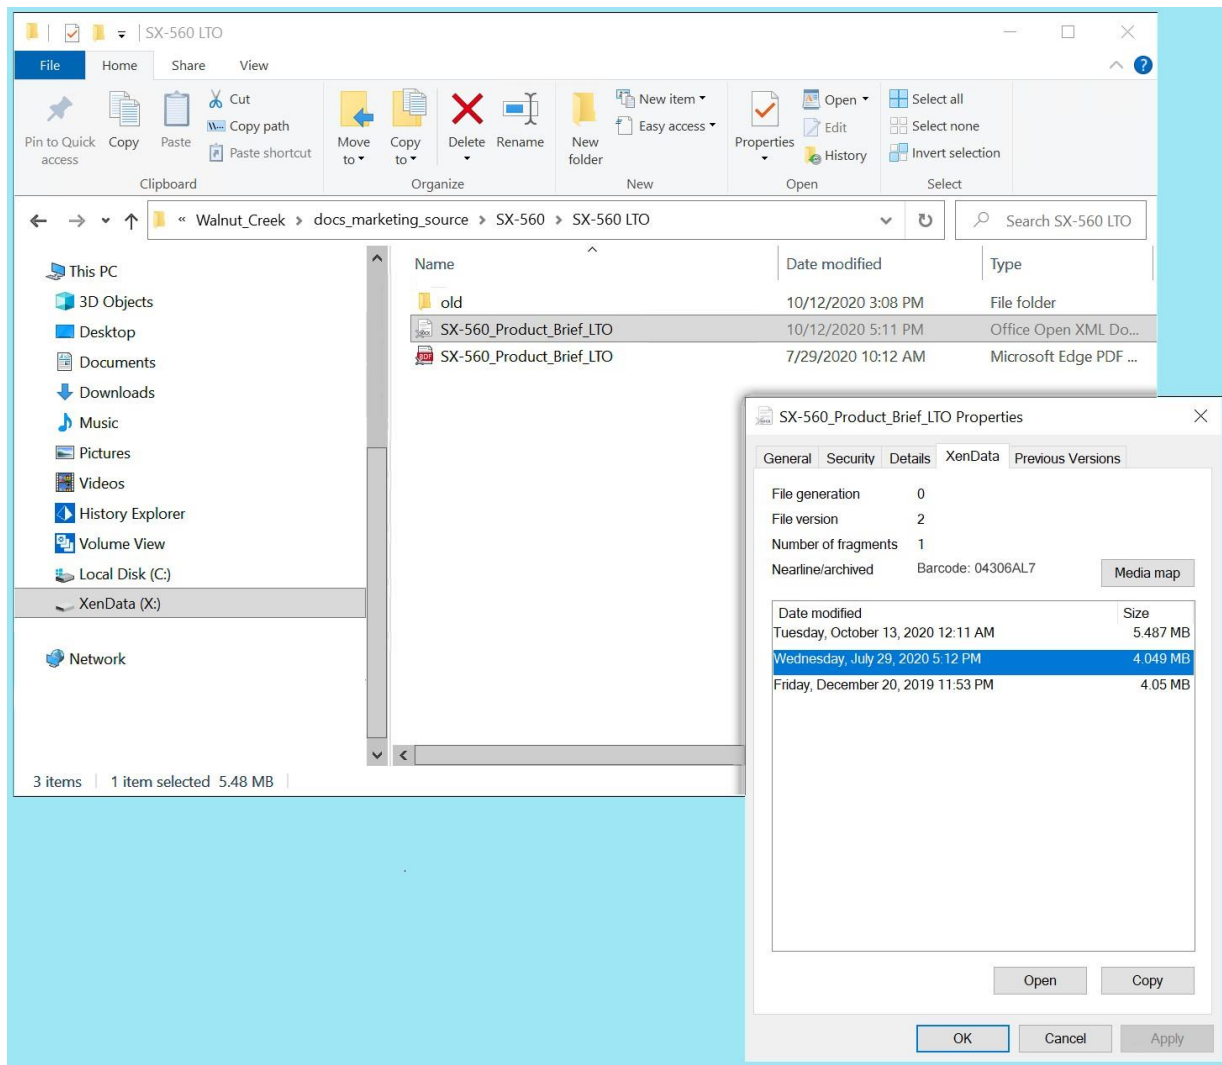 SX-560 LTO
File Home Share View
Pin to Quick access
Copy
Paste
Cut
Copy path
Paste shortcut
Clipboard
Move to
Copy to
Delete
Rename
Organize
New folder
New item
Easy access
New
Properties
Open
Edit
History
Open
Select all
Select none
Invert selection
Select
« Walnut_Creek > docs_marketing_source > SX-560 > SX-560 LTO
Search SX-560 LTO
This PC
3D Objects
Desktop
Documents
Downloads
Music
Pictures
Videos
History Explorer
Volume View
Local Disk (C:)
XenData (X:)
Network
Name Date modified Type
old 10/12/2020 3:08 PM File folder
SX-560_Product_Brief_LTO 10/12/2020 5:11 PM Office Open XML Do...
SX-560_Product_Brief_LTO 7/29/2020 10:12 AM Microsoft Edge PDF ...
3 items 1 item selected 5.48 MB
SX-560_Product_Brief_LTO Properties
General Security Details XenData Previous Versions
File generation 0
File version 2
Number of fragments 1
Nearline/archived Barcode: 04306AL7 Media map
Date modified Size
Tuesday, October 13, 2020 12:11 AM 5.487 MB
Wednesday, July 29, 2020 5:12 PM 4.049 MB
Friday, December 20, 2019 11:53 PM 4.05 MB
Open Copy
OK Cancel Apply